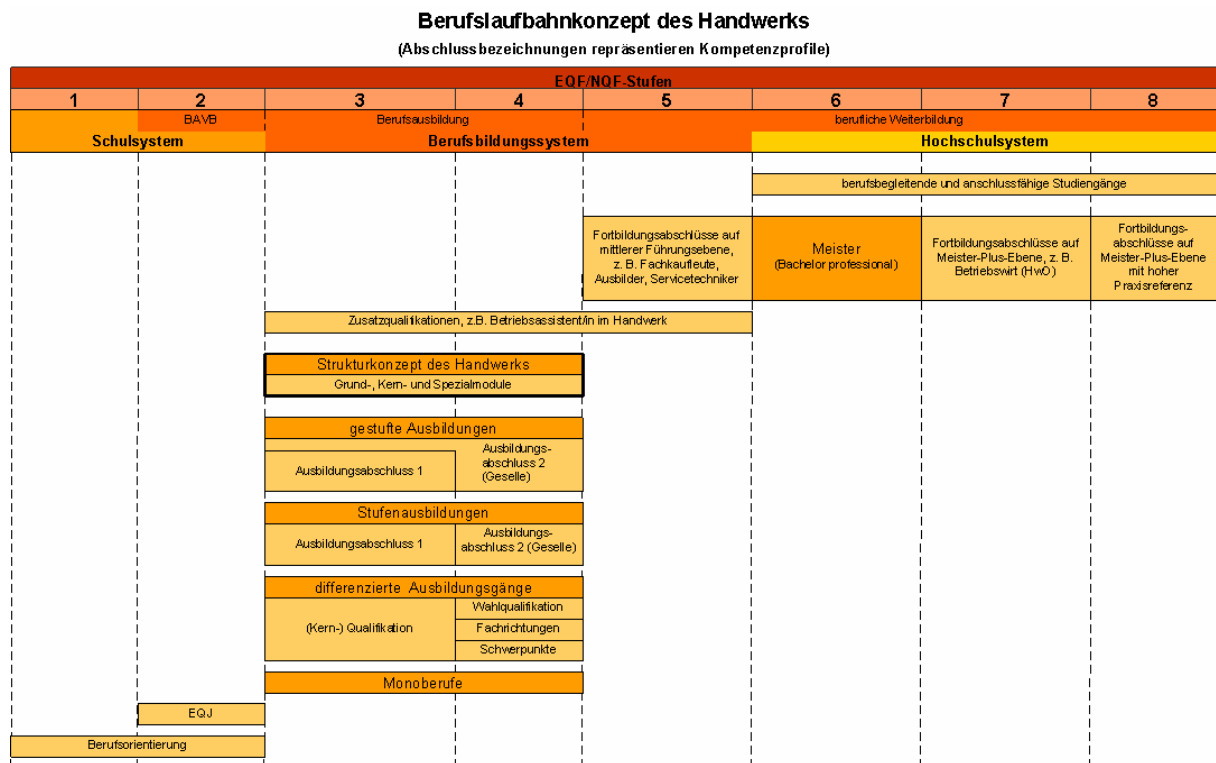 Berufslaufbahnkonzept des Handwerks
(Abschlussbezeichnungen repräsentieren Kompetenzprofile)
EQF/NQF-Stufen
1 2 3 4 5 6 7 8
BAVB Berufsausbildung berufliche Weiterbildung
Schulsystem Berufsbildungssystem Hochschulsystem
berufsbegleitende und anschlussfähige Studiengänge
Fortbildungsabschlüsse auf
mittlerer Führungsebene,
z. B. Fachkaufleute,
Ausbilder, Servicetechniker
Meister
(Bachelor professional)
Fortbildungsabschlüsse auf
Meister-Plus-Ebene, z. B.
Betriebswirt (HwO)
Fortbildungs-
abschlüsse auf
Meister-Plus-Ebene
mit hoher
Praxisreferenz
Zusatzqualifikationen, z.B. Betriebsassistent/in im Handwerk
Strukturkonzept des Handwerks
Grund-, Kern- und Spezialmodule
gestufte Ausbildungen
Ausbildungsabschluss 1
Ausbildungs-
abschluss 2
(Geselle)
Stufenausbildungen
Ausbildungsabschluss 1
Ausbildungs-
abschluss 2 (Geselle)
differenzierte Ausbildungsgänge
(Kern-) Qualifikation
Wahlqualifikation
Fachrichtungen
Schwerpunkte
Monoberufe
EQJ
Berufsorientierung